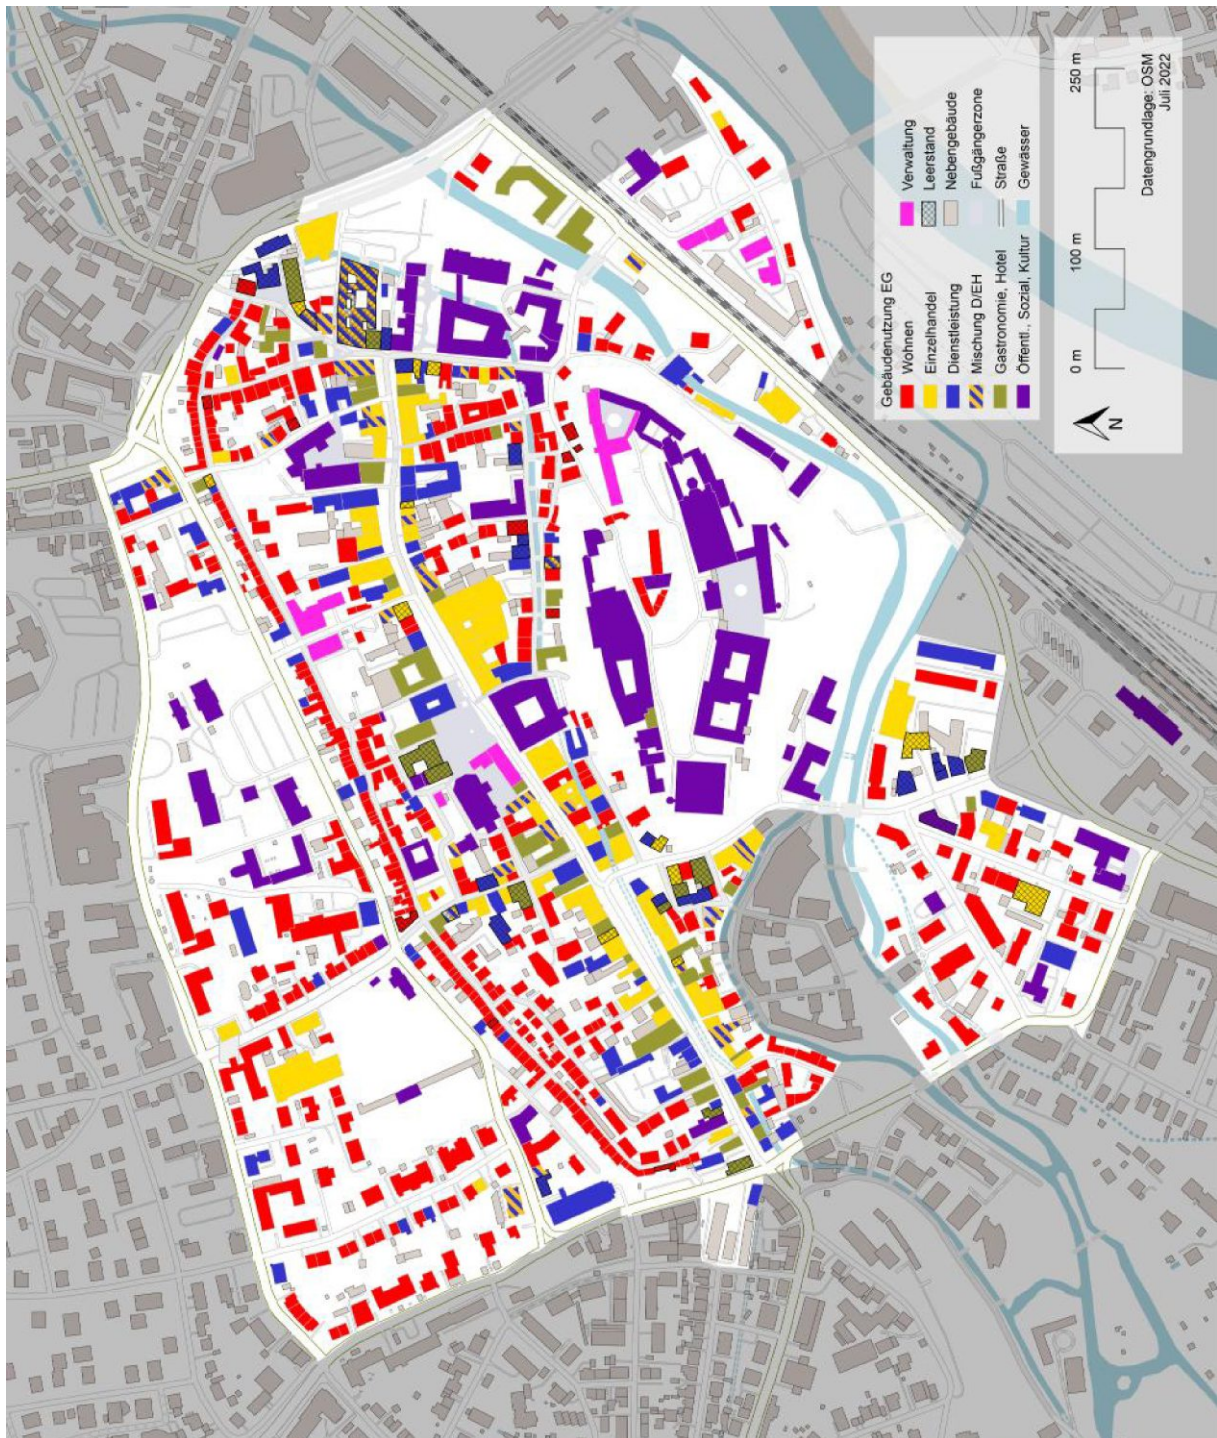 Gebäudenutzung EG
Wohnen
Einzelhandel
Dienstleistung
Mischung D/EH
Gastronomie, Hotel
Öffentl., Sozial, Kultur
Verwaltung
Leerstand
Nebengebäude
Fußgängerzone
Straße
Gewässer
N
0 m
100 m
250 m
Datengrundlage: OSM
Juli 2022